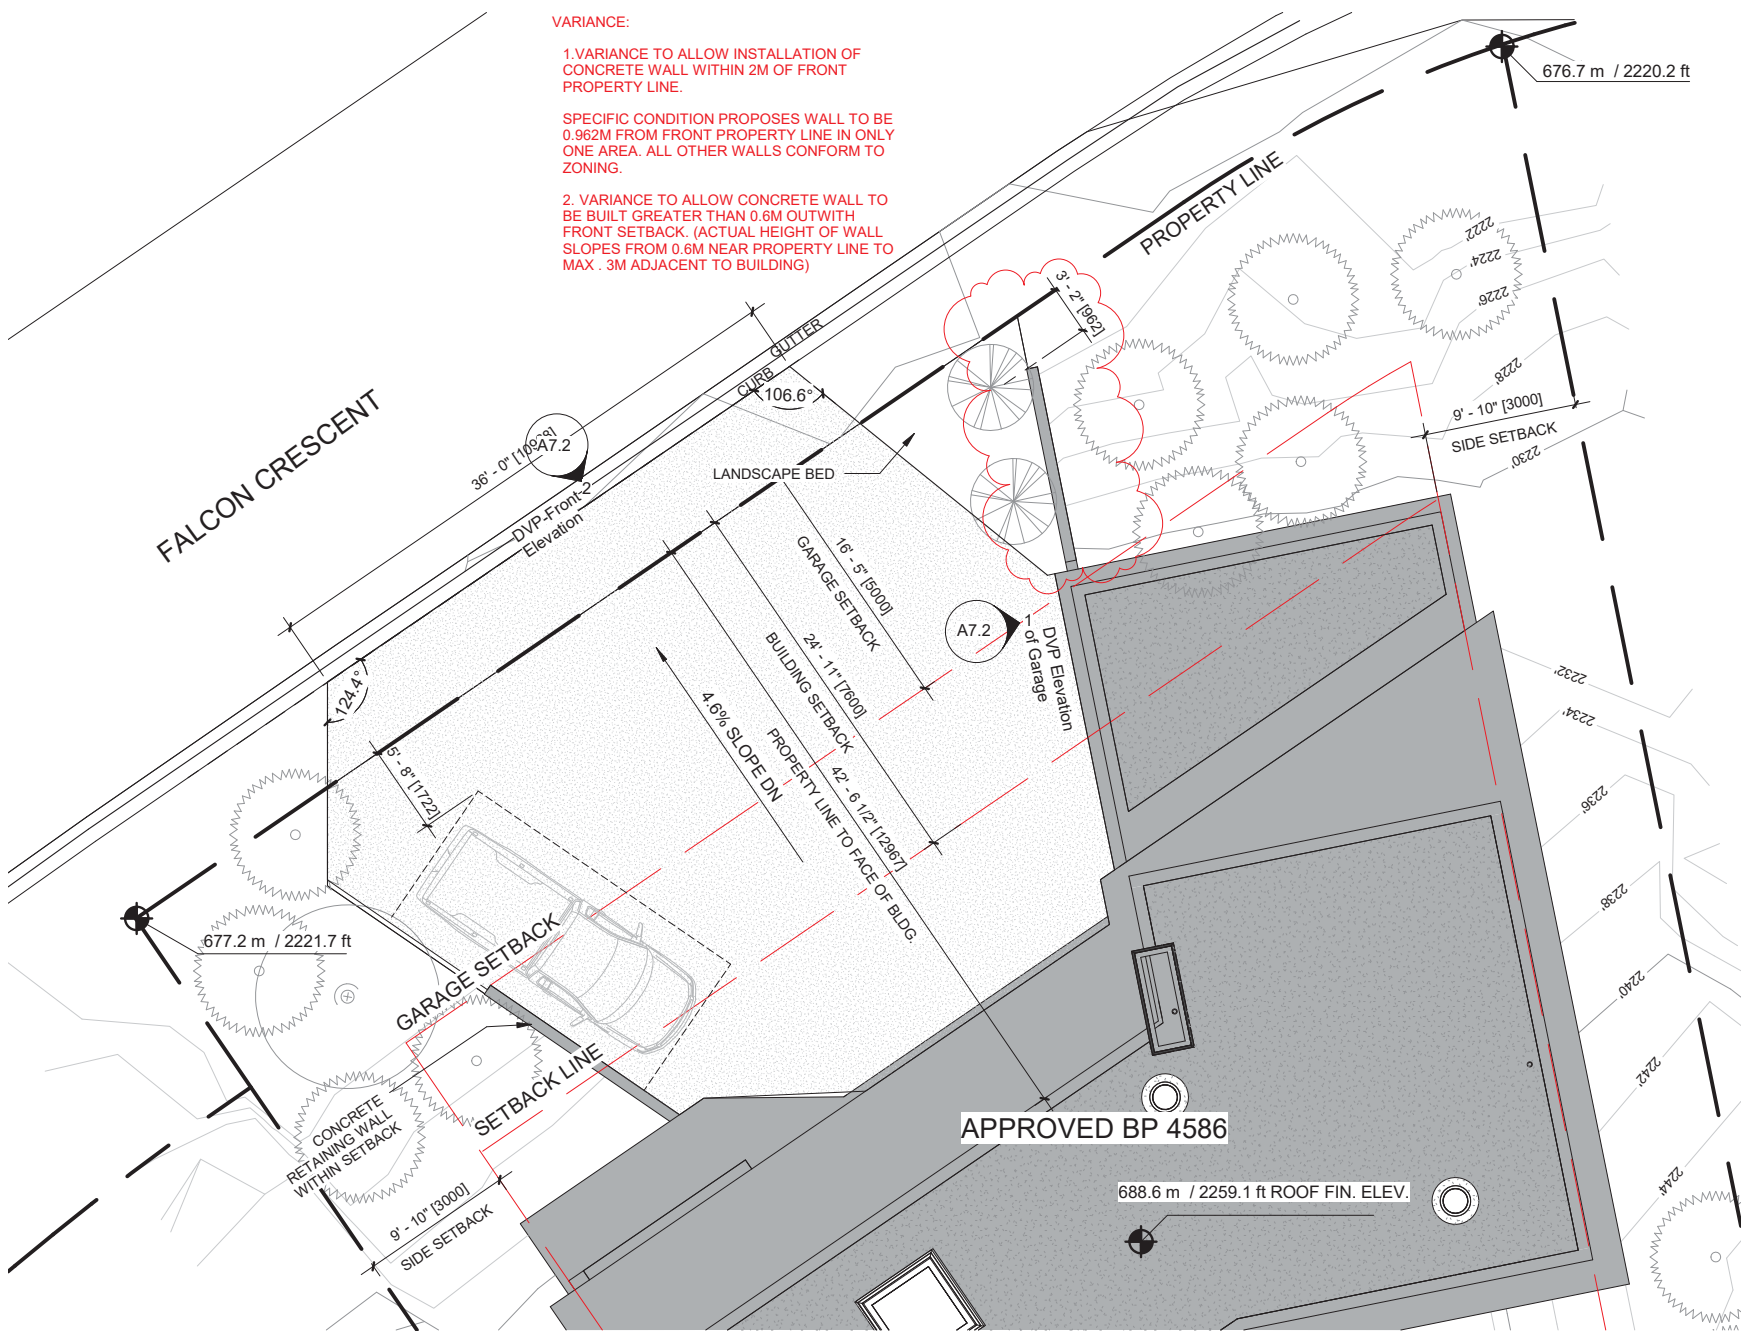 VARIANCE:
1.VARIANCE TO ALLOW INSTALLATION OF
CONCRETE WALL WITHIN 2M OF FRONT
PROPERTY LINE.
SPECIFIC CONDITION PROPOSES WALL TO BE
0.962M FROM FRONT PROPERTY LINE IN ONLY
ONE AREA. ALL OTHER WALLS CONFORM TO
ZONING.
2. VARIANCE TO ALLOW CONCRETE WALL TO
BE BUILT GREATER THAN 0.6M OUTWITH
FRONT SETBACK. (ACTUAL HEIGHT OF WALL
SLOPES FROM 0.6M NEAR PROPERTY LINE TO
MAX . 3M ADJACENT TO BUILDING)
676.7 m / 2220.2 ft
PROPERTY LINE
2222'
2224'
2226'
2228'
2230'
3' - 2" [962]
GUTTER
CURB
106.6°
9' - 10" [3000]
SIDE SETBACK
FALCON CRESCENT
36' - 0"
A7.2
2
DVP-Front
Elevation
LANDSCAPE BED
16' - 5" [5000]
GARAGE SETBACK
24' - 11" [7600]
BUILDING SETBACK
42' - 6 1/2" [12967]
PROPERTY LINE TO FACE OF BLDG.
4.6% SLOPE DN
A7.2
1
DVP Elevation
of Garage
124.4°
5' - 8" [1722]
2232'
2234'
2236'
2238'
2240'
2242'
2244'
677.2 m / 2221.7 ft
GARAGE SETBACK
SETBACK LINE
CONCRETE
RETAINING WALL
WITHIN SETBACK
9' - 10" [3000]
SIDE SETBACK
APPROVED BP 4586
688.6 m / 2259.1 ft ROOF FIN. ELEV.